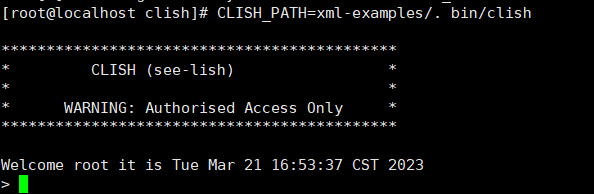 [root@localhost clish]# CLISH_PATH=xml-examples/. bin/clish
********************************************
*         CLISH (see-lish)                 *
*                                          *
*      WARNING: Authorised Access Only     *
********************************************
Welcome root it is Tue Mar 21 16:53:37 CST 2023
>